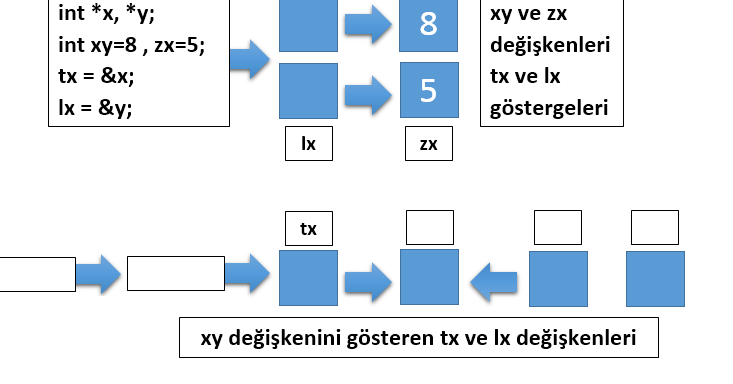 int *x, *y;
int xy=8 , zx=5;
tx = &x;
lx = &y;
8
5
xy ve zx
değişkenleri
tx ve lx
göstergeleri
lx
zx
tx
xy değişkenini gösteren tx ve lx değişkenleri